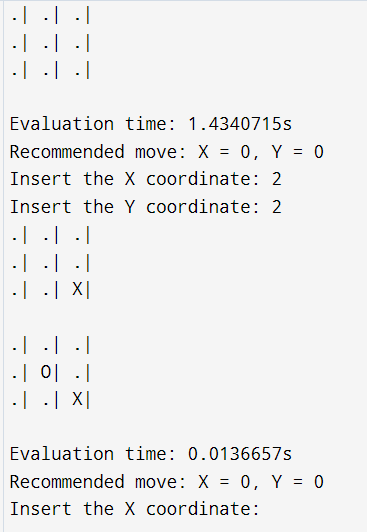 .| .| .|
.| .| .|
.| .| .|
Evaluation time: 1.4340715s
Recommended move: X = 0, Y = 0
Insert the X coordinate: 2
Insert the Y coordinate: 2
.| .| .|
.| .| .|
.| .| X|
.| .| .|
.| O| .|
.| .| X|
Evaluation time: 0.0136657s
Recommended move: X = 0, Y = 0
Insert the X coordinate: